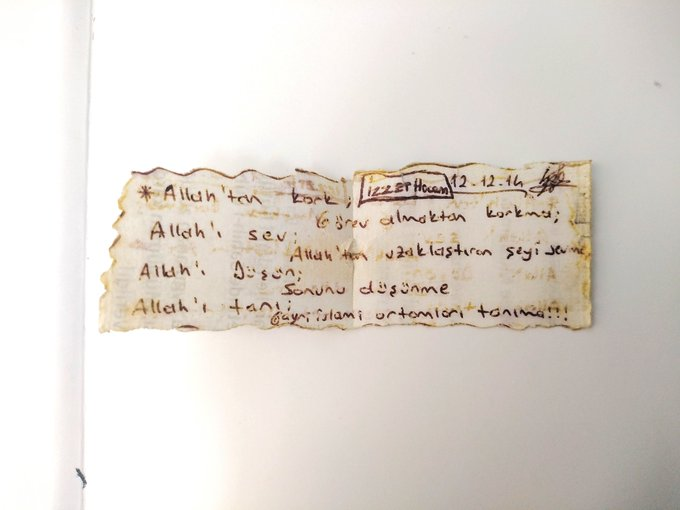 * Allah'tan kork;
İZZET Hocam 12.12.14
Görev almaktan korkma;
Allah'ı sev;
Allah'tan uzaklaştıran şeyi sevme;
Allah'ı Düşün;
Sonunu düşünme
Allah'ı tanı;
Gayri islami ortamları tanıma!!!